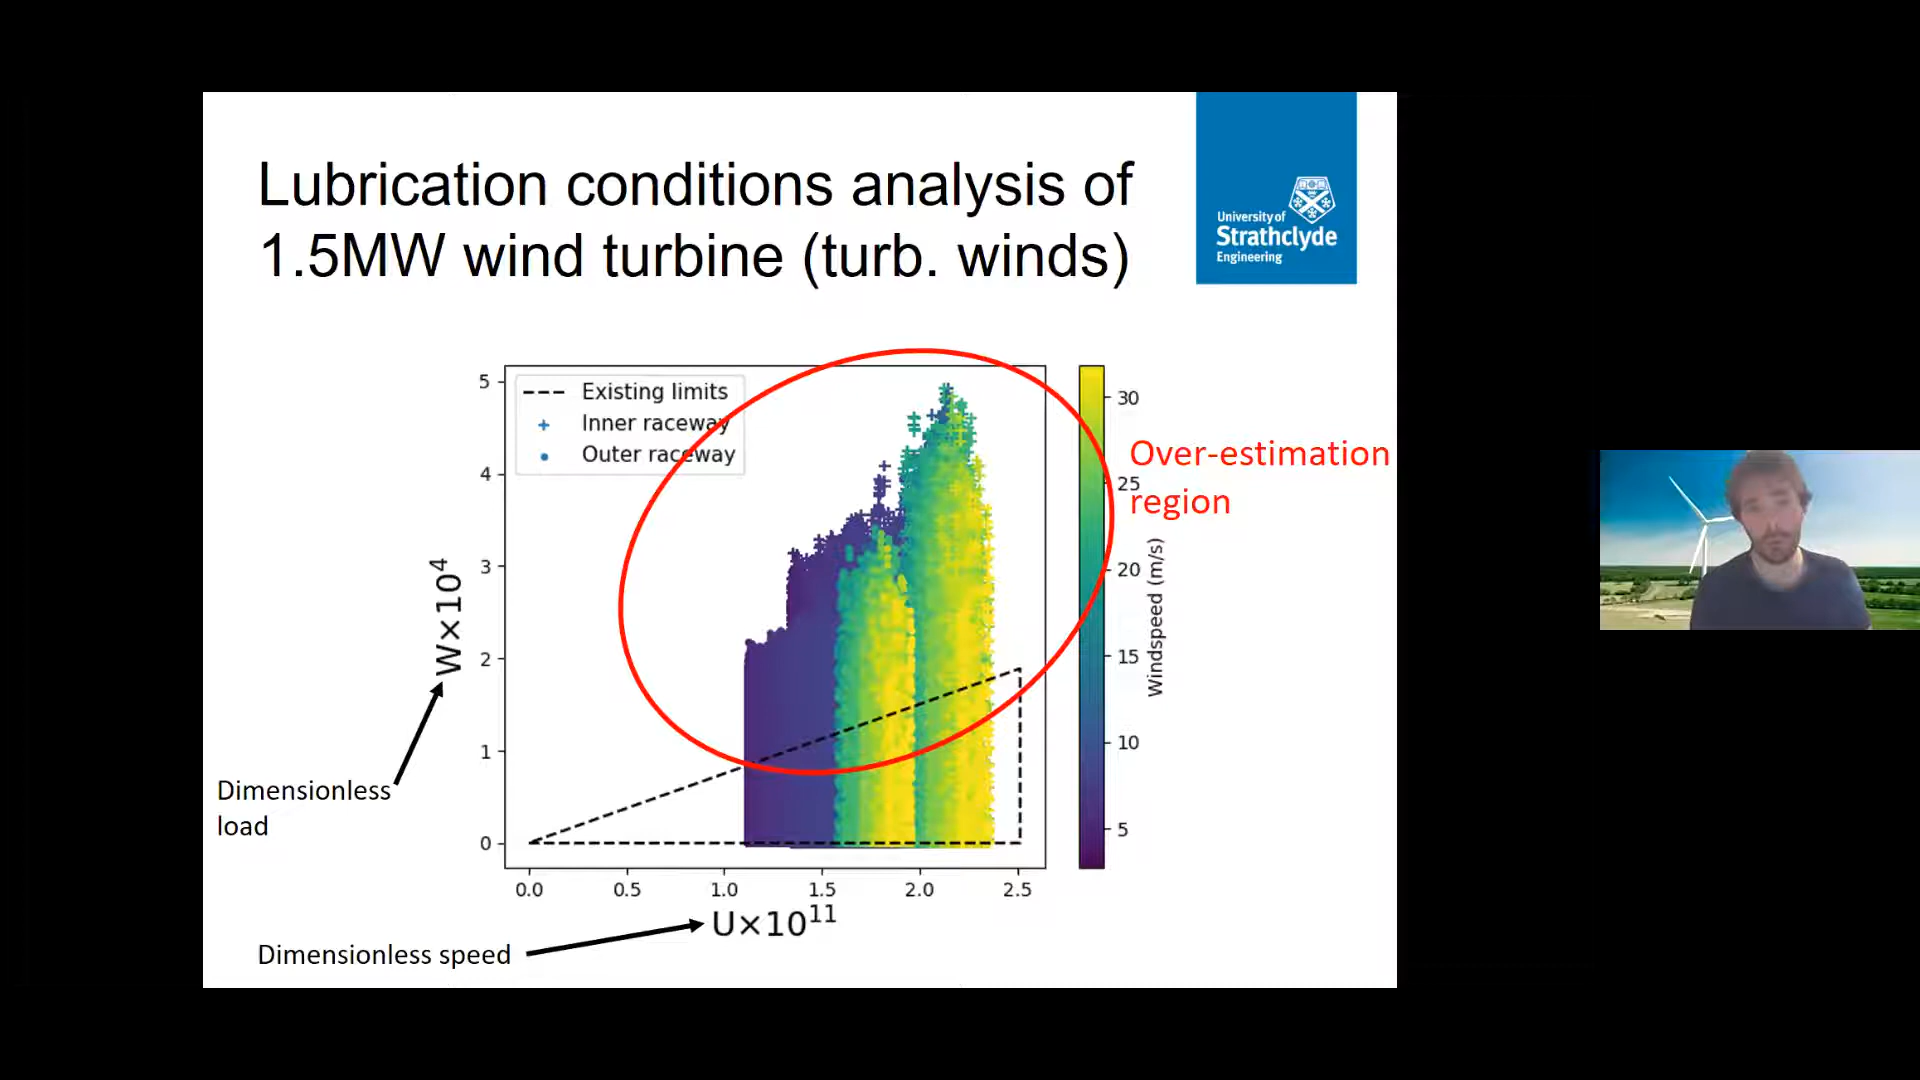 Lubrication conditions analysis of
1.5MW wind turbine (turb. winds)
University of
Strathclyde
Engineering
5
4
3
2
1
0
W×10⁴
Existing limits
Inner raceway
Outer raceway
30
25
20
15
10
5
Windspeed (m/s)
Over-estimation
region
Dimensionless
load
0.0 0.5 1.0 1.5 2.0 2.5
U×10¹¹
Dimensionless speed